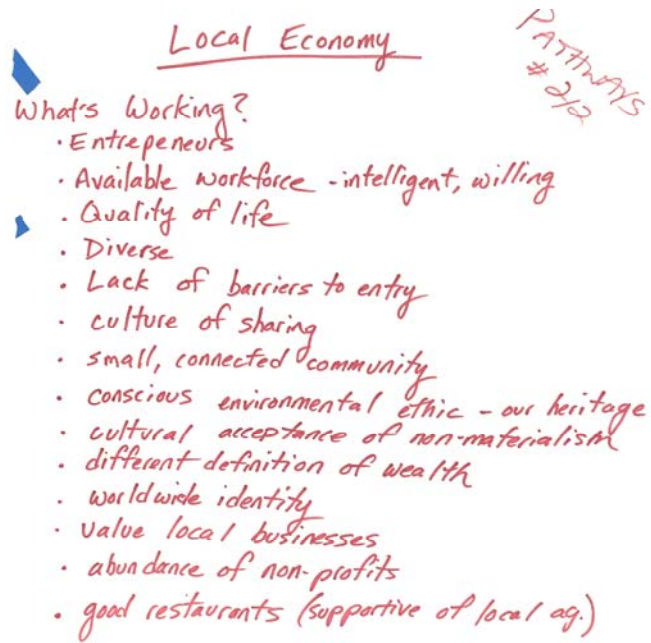 Local Economy
PATHWAYS
# 2/2
What's Working?
· Entrepeneurs
· Available workforce - intelligent, willing
· Quality of life
· Diverse
· Lack of barriers to entry
· culture of sharing
· small, connected community
· conscious environmental ethic - our heritage
· cultural acceptance of non-materialism
· different definition of wealth
· worldwide identity
· value local businesses
· abundance of non-profits
· good restaurants (supportive of local ag.)